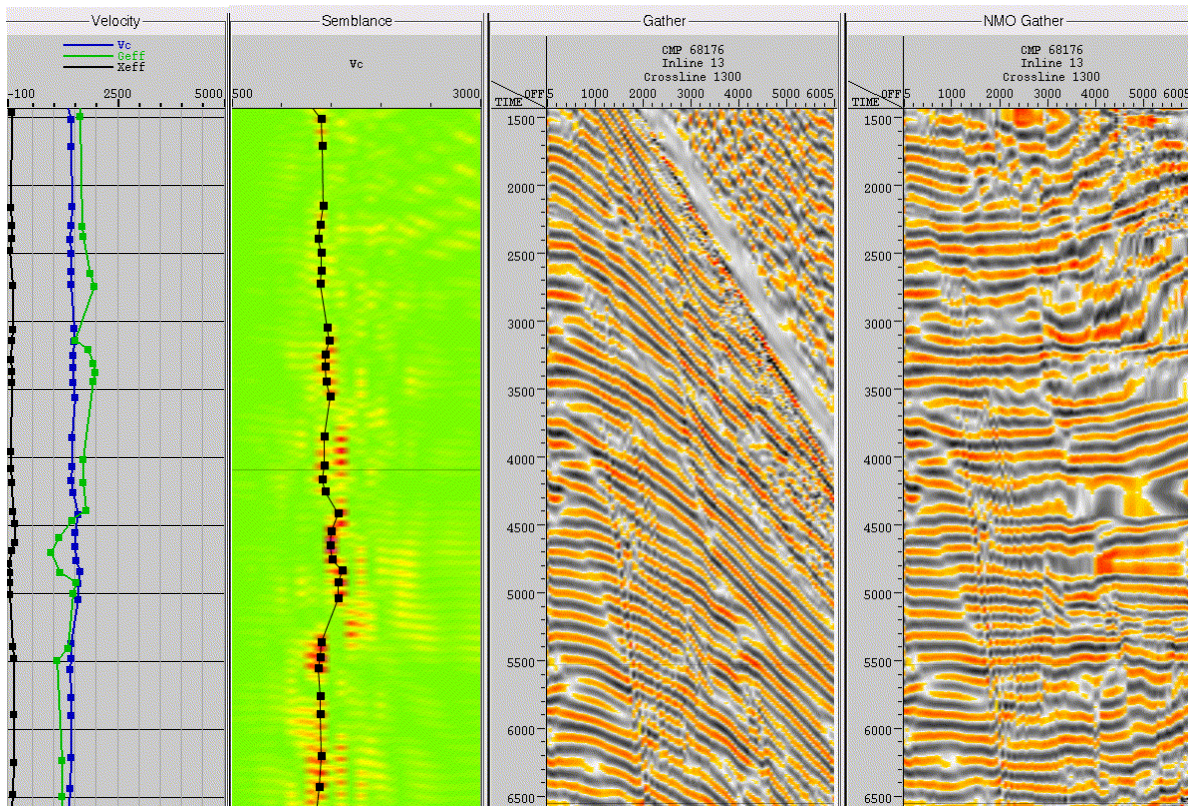 Velocity
Vc
Geff
Xeff
-100 2500 5000
Semblance
Vc
500 3000
Gather
CMP 68176
Inline 13
Crossline 1300
OFF
TIME
5 1000 2000 3000 4000 5000 6005
1500
2000
2500
3000
3500
4000
4500
5000
5500
6000
6500
NMO Gather
CMP 68176
Inline 13
Crossline 1300
OFF
TIME
5 1000 2000 3000 4000 5000 6005
1500
2000
2500
3000
3500
4000
4500
5000
5500
6000
6500